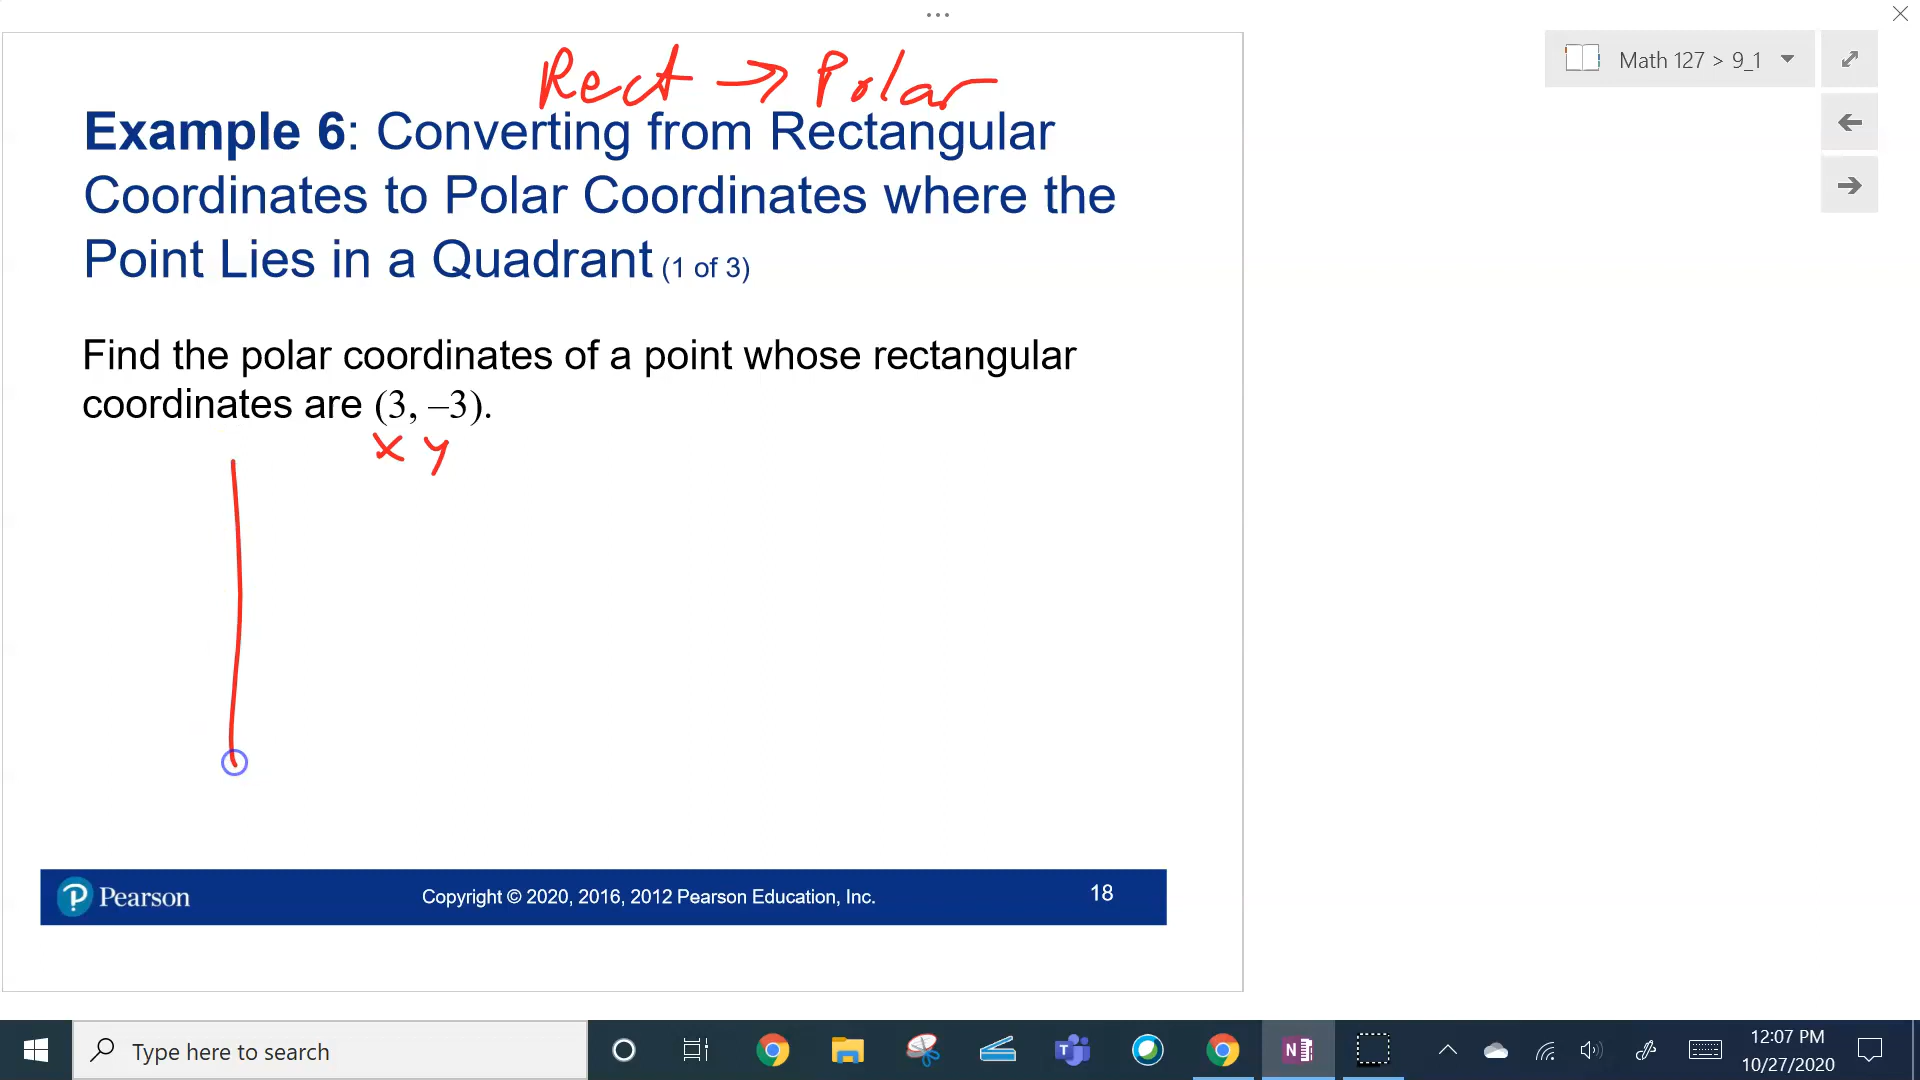 Math 127 > 9_1
Rect → Polar
Example 6: Converting from Rectangular
Coordinates to Polar Coordinates where the
Point Lies in a Quadrant (1 of 3)
Find the polar coordinates of a point whose rectangular
coordinates are (3, –3).
x y
Pearson
Copyright © 2020, 2016, 2012 Pearson Education, Inc.
18
Type here to search
12:07 PM
10/27/2020